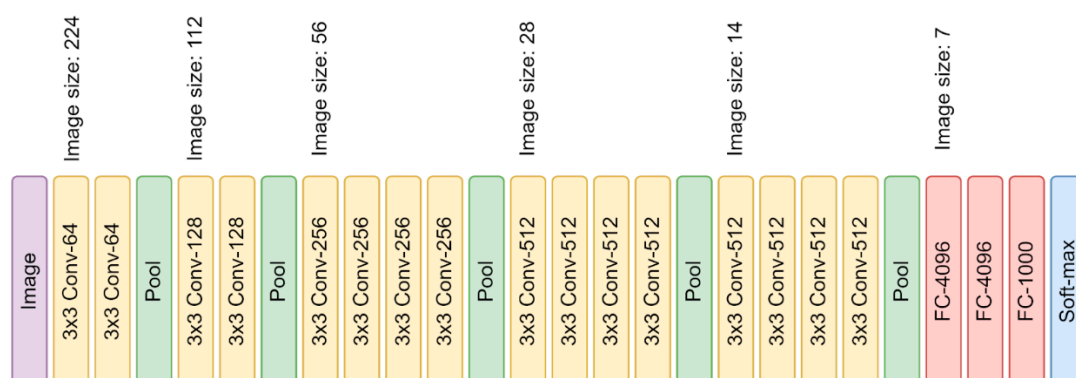 Image size: 224
Image size: 112
Image size: 56
Image size: 28
Image size: 14
Image size: 7
Image
3x3 Conv-64
3x3 Conv-64
Pool
3x3 Conv-128
3x3 Conv-128
Pool
3x3 Conv-256
3x3 Conv-256
3x3 Conv-256
3x3 Conv-256
Pool
3x3 Conv-512
3x3 Conv-512
3x3 Conv-512
3x3 Conv-512
Pool
3x3 Conv-512
3x3 Conv-512
3x3 Conv-512
3x3 Conv-512
Pool
FC-4096
FC-4096
FC-1000
Soft-max